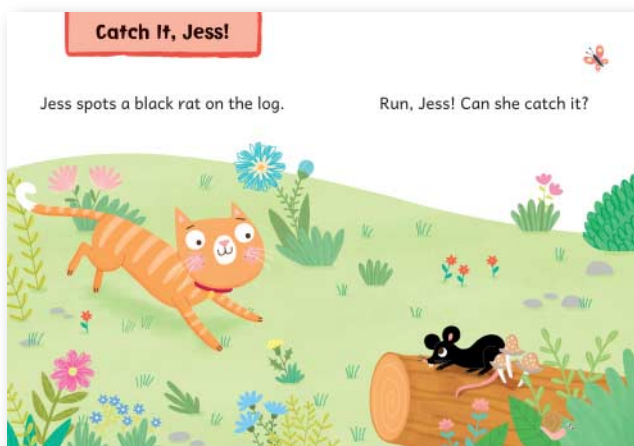 Catch It, Jess!
Jess spots a black rat on the log.
Run, Jess! Can she catch it?